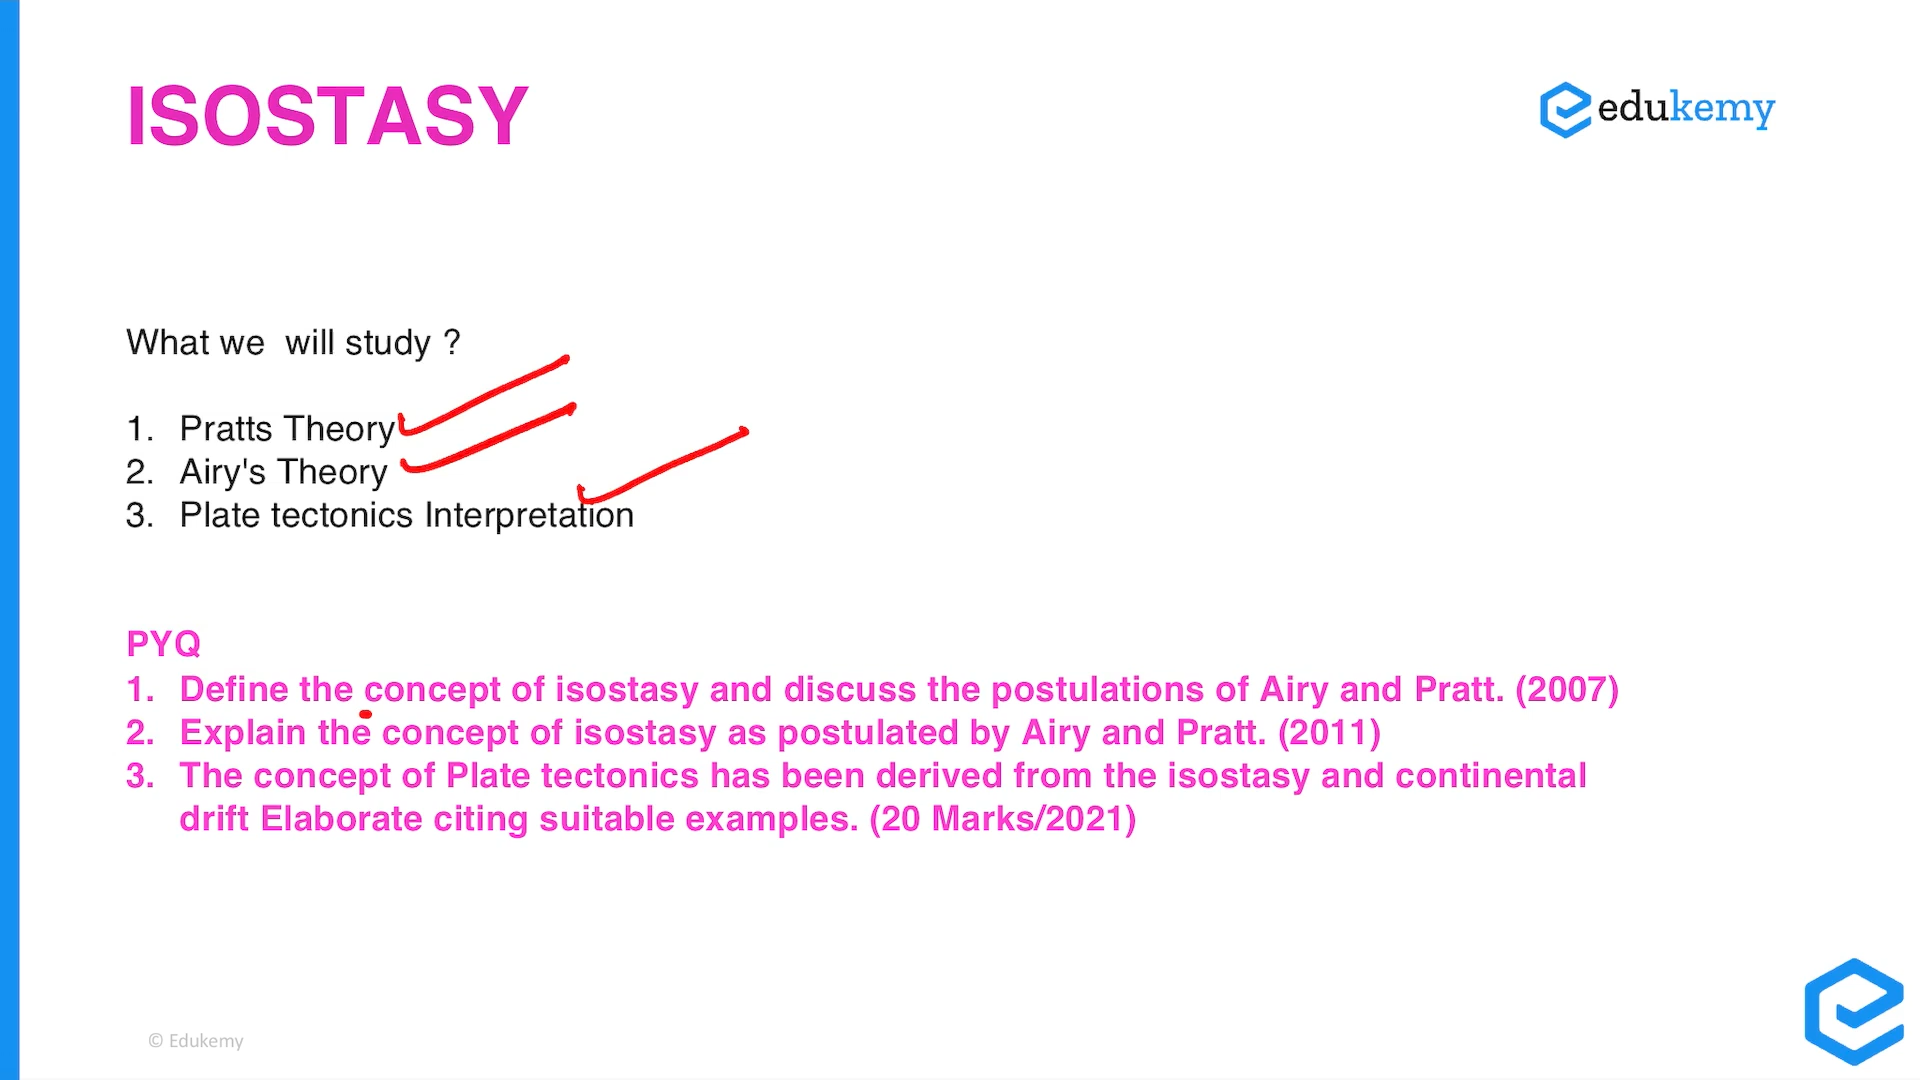 ISOSTASY
edukemy
What we will study ?
1. Pratts Theory
2. Airy's Theory
3. Plate tectonics Interpretation
PYQ
1. Define the concept of isostasy and discuss the postulations of Airy and Pratt. (2007)
2. Explain the concept of isostasy as postulated by Airy and Pratt. (2011)
3. The concept of Plate tectonics has been derived from the isostasy and continental
drift Elaborate citing suitable examples. (20 Marks/2021)
© Edukemy